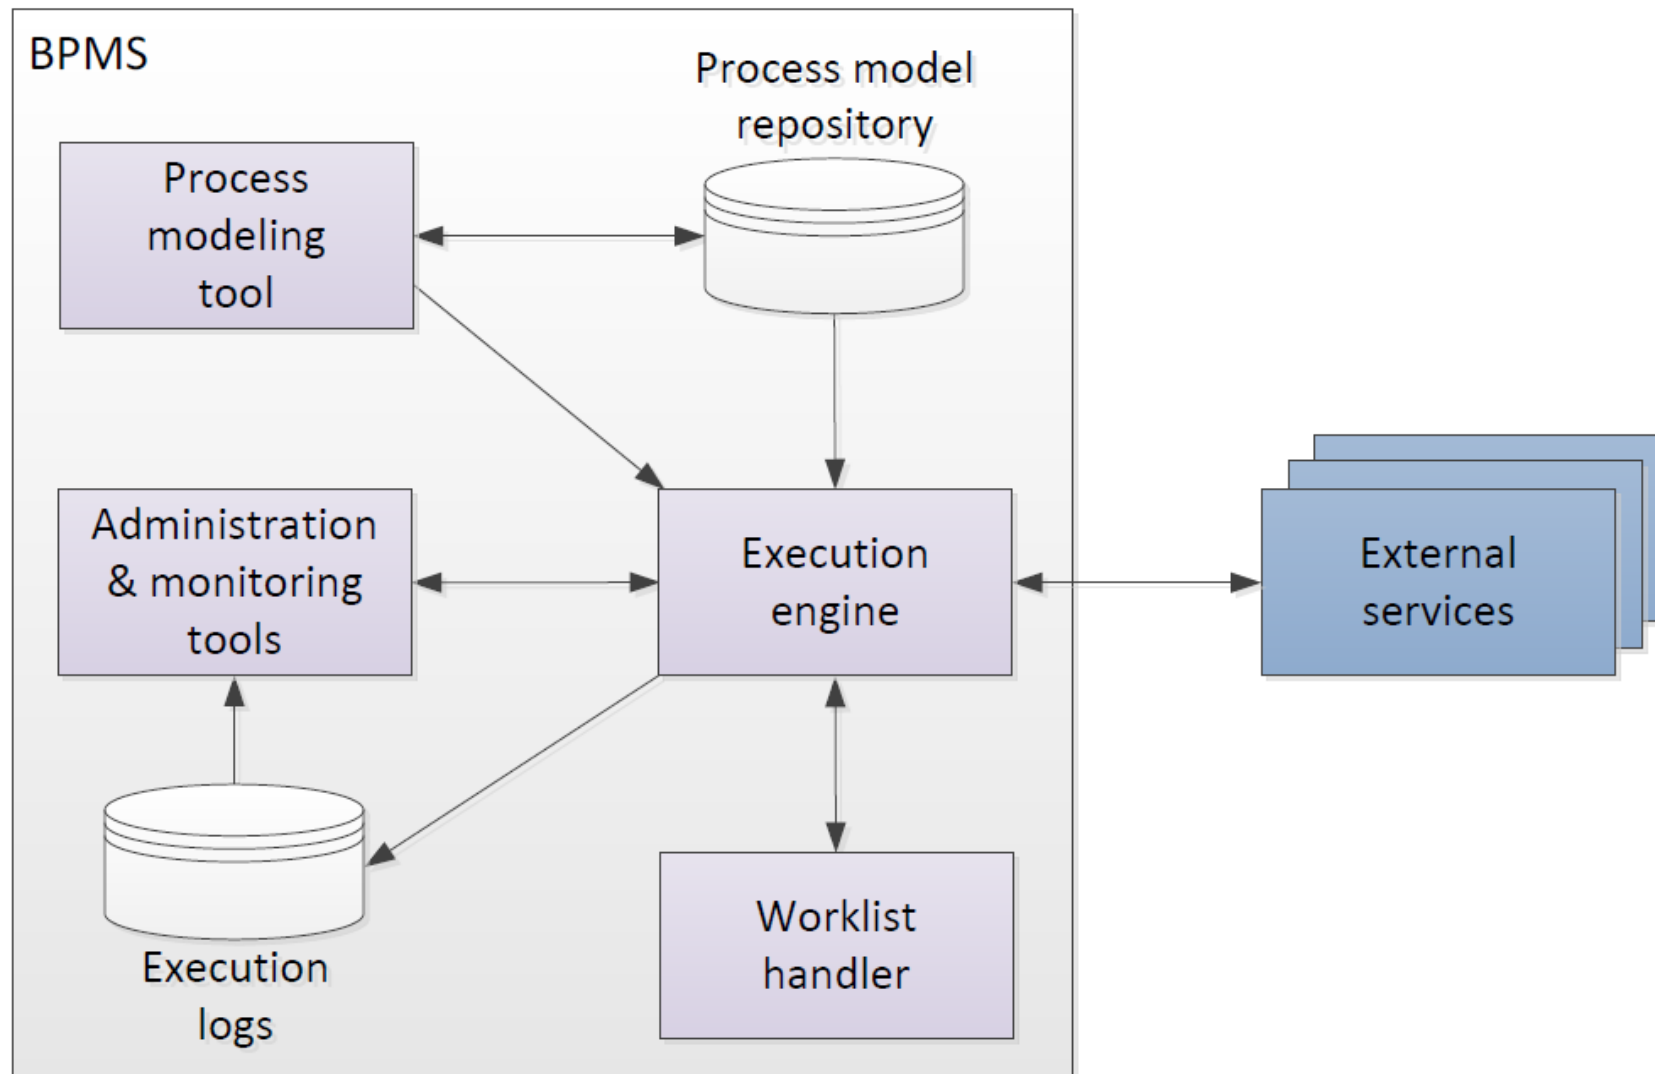 BPMS
Process model
repository
Process
modeling
tool
Administration
& monitoring
tools
Execution
engine
External
services
Execution
logs
Worklist
handler